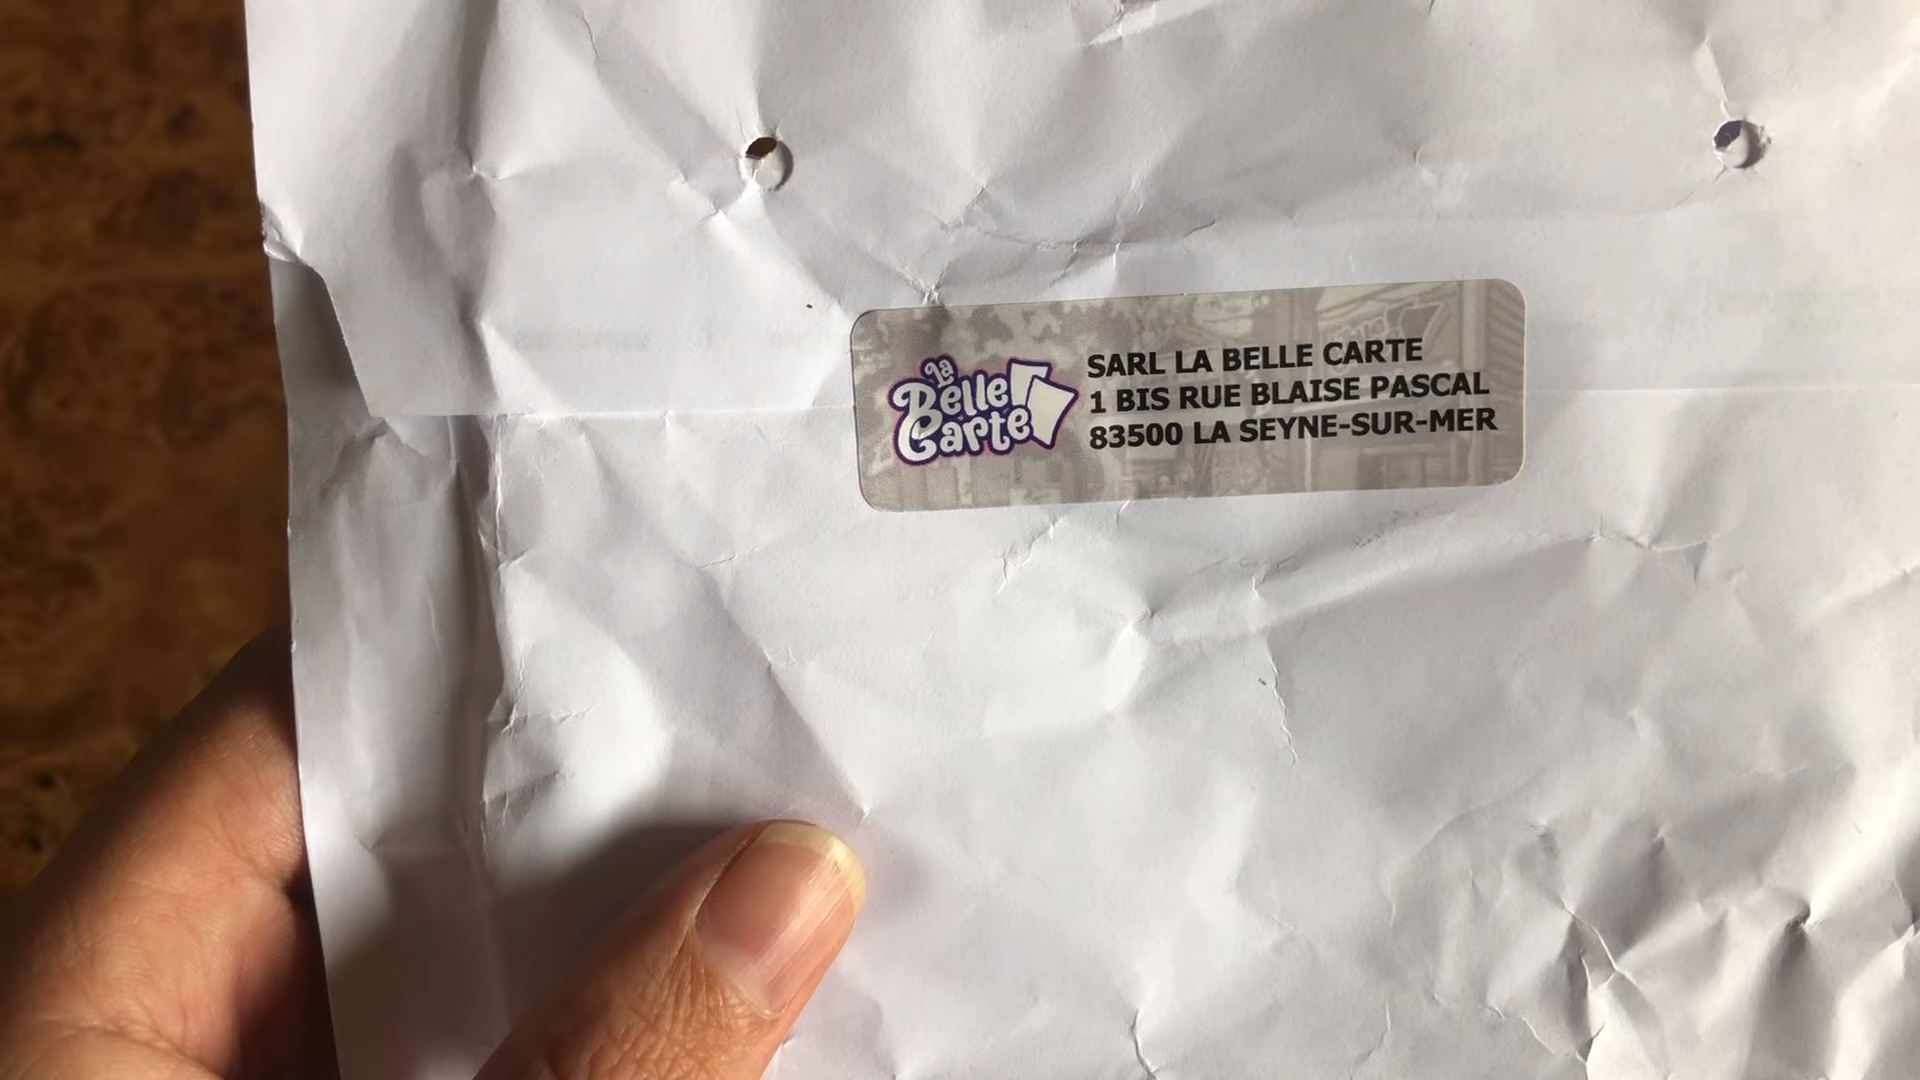 La
Belle
Carte
SARL LA BELLE CARTE
1 BIS RUE BLAISE PASCAL
83500 LA SEYNE-SUR-MER